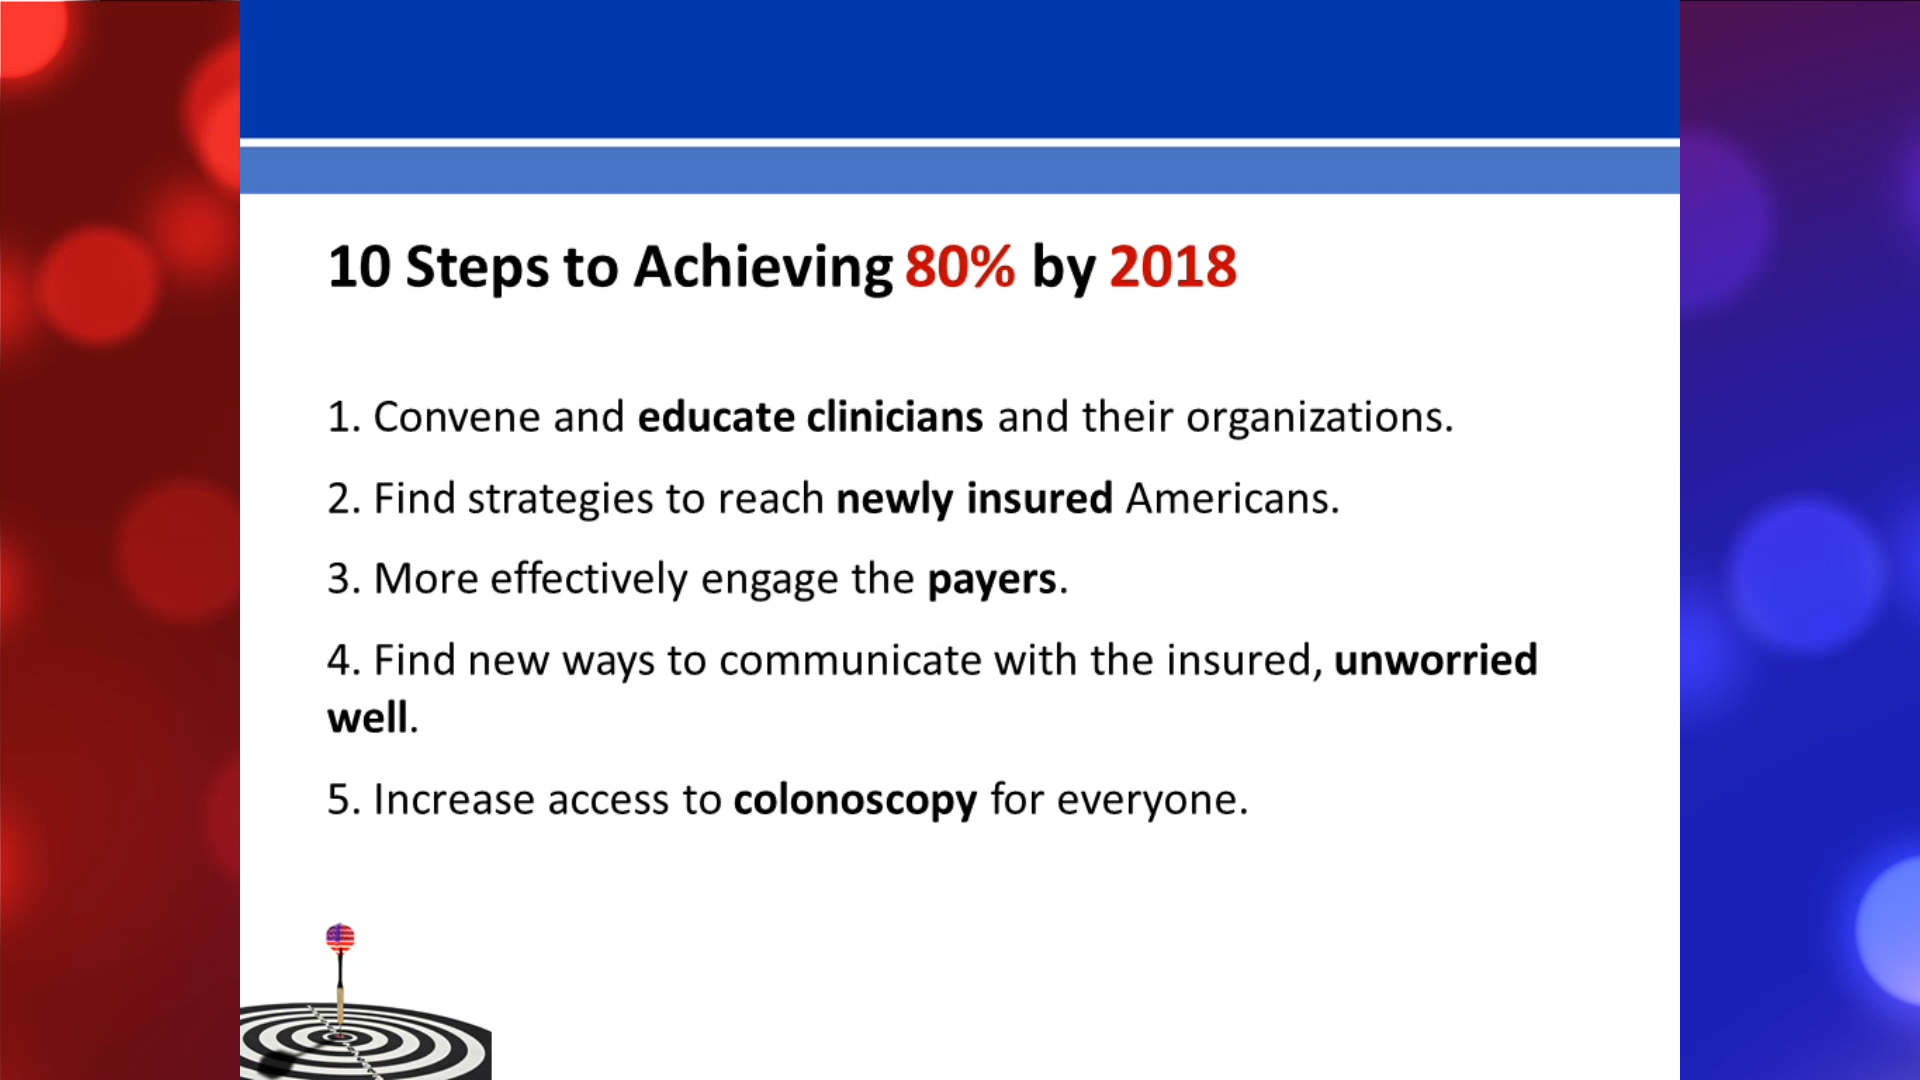 10 Steps to Achieving 80% by 2018
1. Convene and educate clinicians and their organizations.
2. Find strategies to reach newly insured Americans.
3. More effectively engage the payers.
4. Find new ways to communicate with the insured, unworried
well.
5. Increase access to colonoscopy for everyone.